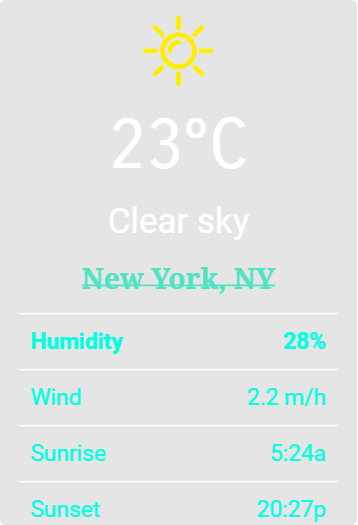 23°C
Clear sky
New York, NY
Humidity 28%
Wind 2.2 m/h
Sunrise 5:24a
Sunset 20:27p